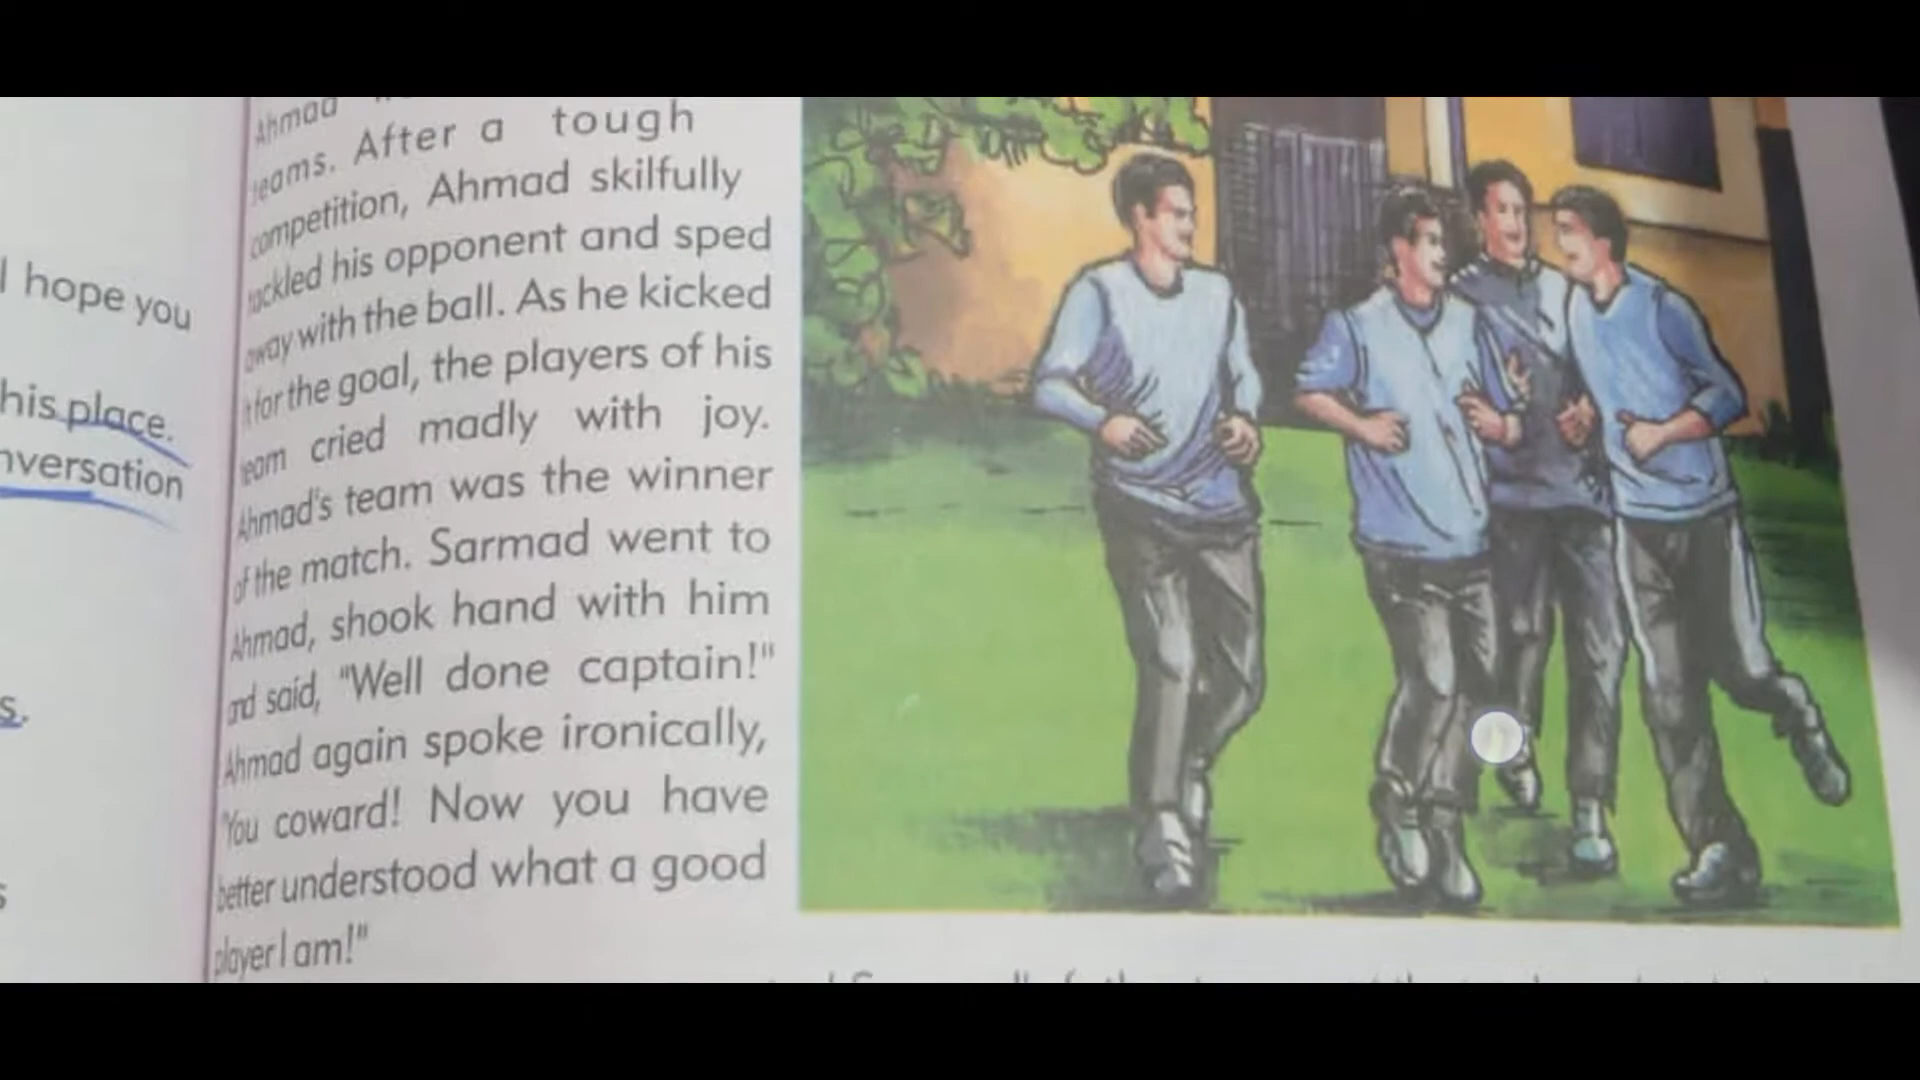 I hope you
his place.
nversation
s.
s
Ahmad
teams. After a tough
competition, Ahmad skilfully
tackled his opponent and sped
away with the ball. As he kicked
it for the goal, the players of his
team cried madly with joy.
Ahmad's team was the winner
of the match. Sarmad went to
Ahmad, shook hand with him
and said, "Well done captain!"
Ahmad again spoke ironically,
"You coward! Now you have
better understood what a good
player I am!"